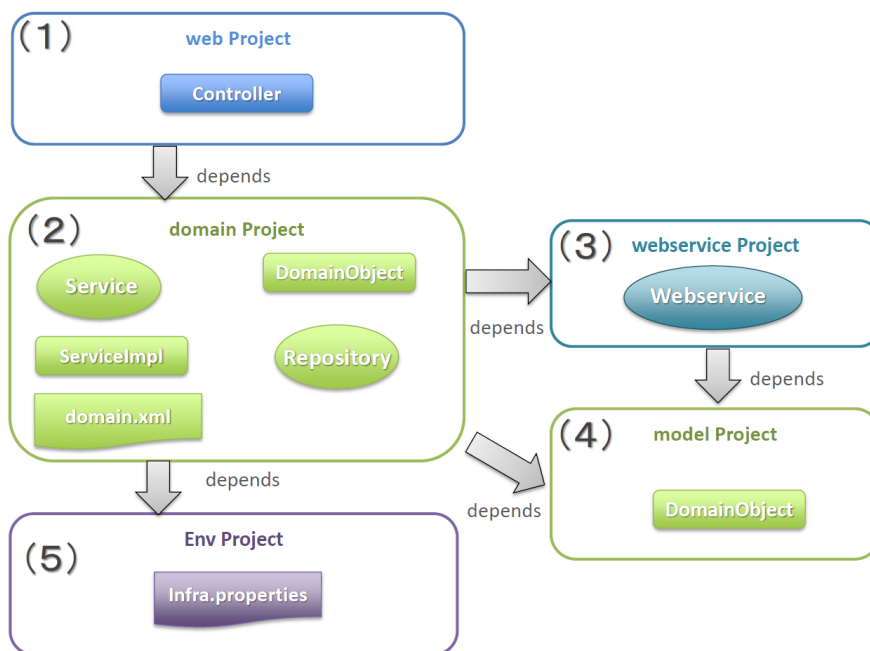 (1)
web Project
Controller
depends
(2)
domain Project
Service
DomainObject
ServiceImpl
Repository
domain.xml
depends
(3)
webservice Project
Webservice
depends
depends
(4)
model Project
DomainObject
depends
(5)
Env Project
Infra.properties